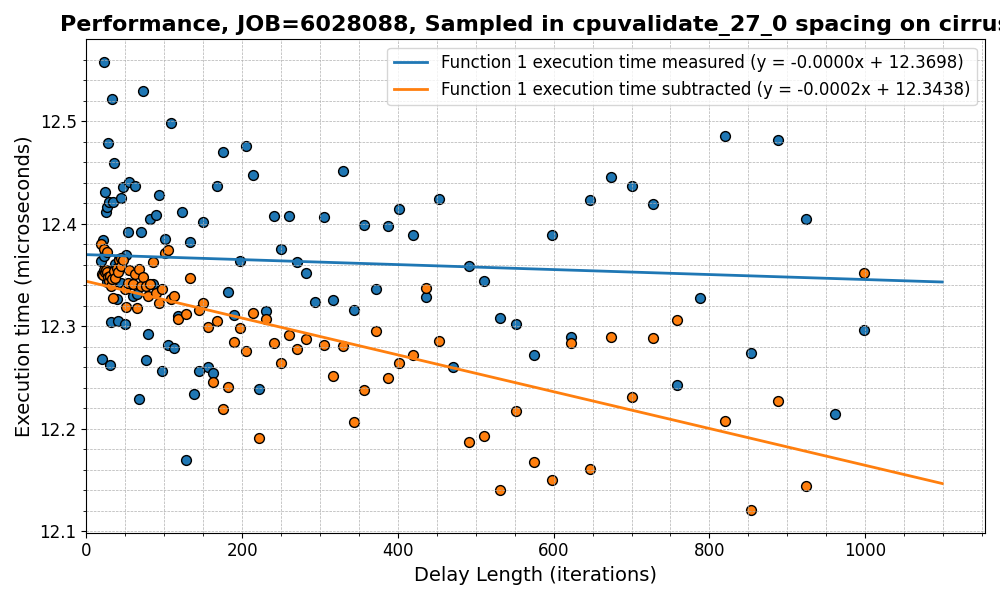 Performance, JOB=6028088, Sampled in cpuvalidate_27_0 spacing on cirrus
Function 1 execution time measured (y = -0.0000x + 12.3698)
Function 1 execution time subtracted (y = -0.0002x + 12.3438)
Execution time (microseconds)
12.5
12.4
12.3
12.2
12.1
0 200 400 600 800 1000
Delay Length (iterations)